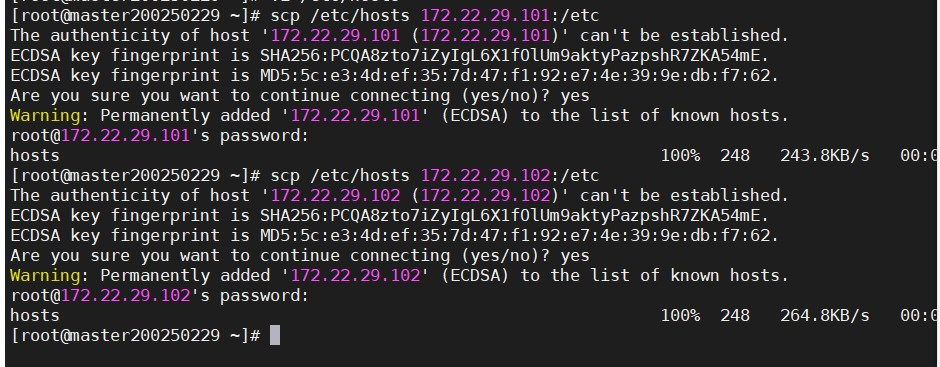 [root@master200250229 ~]# scp /etc/hosts 172.22.29.101:/etc
The authenticity of host '172.22.29.101 (172.22.29.101)' can't be established.
ECDSA key fingerprint is SHA256:PCQA8zto7iZyIgL6X1fOlUm9aktyPazpshR7ZKA54mE.
ECDSA key fingerprint is MD5:5c:e3:4d:ef:35:7d:47:f1:92:e7:4e:39:9e:db:f7:62.
Are you sure you want to continue connecting (yes/no)? yes
Warning: Permanently added '172.22.29.101' (ECDSA) to the list of known hosts.
root@172.22.29.101's password:
hosts 100% 248 243.8KB/s 00:0
[root@master200250229 ~]# scp /etc/hosts 172.22.29.102:/etc
The authenticity of host '172.22.29.102 (172.22.29.102)' can't be established.
ECDSA key fingerprint is SHA256:PCQA8zto7iZyIgL6X1fOlUm9aktyPazpshR7ZKA54mE.
ECDSA key fingerprint is MD5:5c:e3:4d:ef:35:7d:47:f1:92:e7:4e:39:9e:db:f7:62.
Are you sure you want to continue connecting (yes/no)? yes
Warning: Permanently added '172.22.29.102' (ECDSA) to the list of known hosts.
root@172.22.29.102's password:
hosts 100% 248 264.8KB/s 00:0
[root@master200250229 ~]#